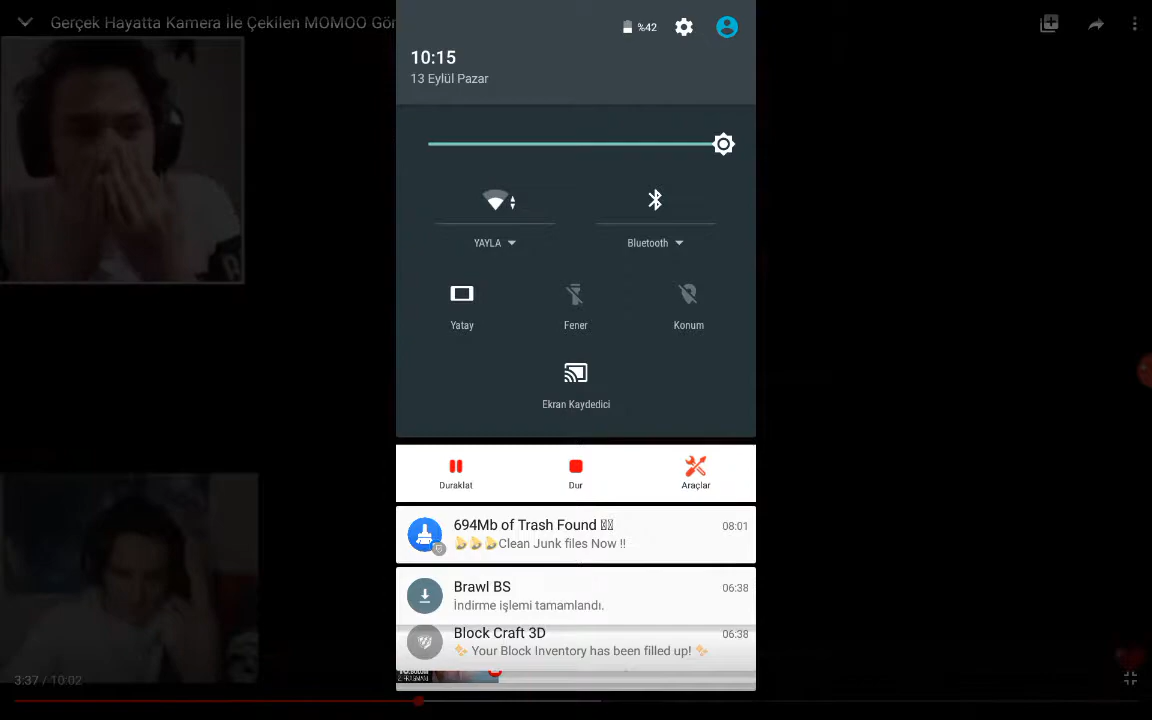 Gerçek Hayatta Kamera İle Çekilen MOMOO Gör
%42
10:15
13 Eylül Pazar
YAYLA
Bluetooth
Yatay
Fener
Konum
Ekran Kaydedici
Duraklat
Dur
Araçlar
694Mb of Trash Found
08:01
Clean Junk files Now !!
Brawl BS
06:38
İndirme işlemi tamamlandı.
Block Craft 3D
06:38
✨ Your Block Inventory has been filled up! ✨
2. FRAGMANI
3:37 / 10:02